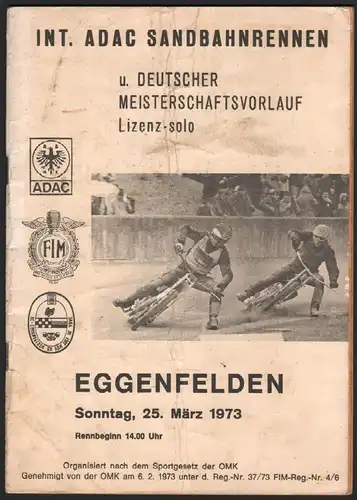 INT. ADAC SANDBAHNRENNEN
u. DEUTSCHER
MEISTERSCHAFTSVORLAUF
Lizenz-solo
ADAC
FIM
EGGENFELDEN
Sonntag, 25. März 1973
Rennbeginn 14.00 Uhr
Organisiert nach dem Sportgesetz der OMK
Genehmigt von der OMK am 6. 2. 1973 unter d. Reg.-Nr. 37/73 FIM-Reg.-Nr. 4/6